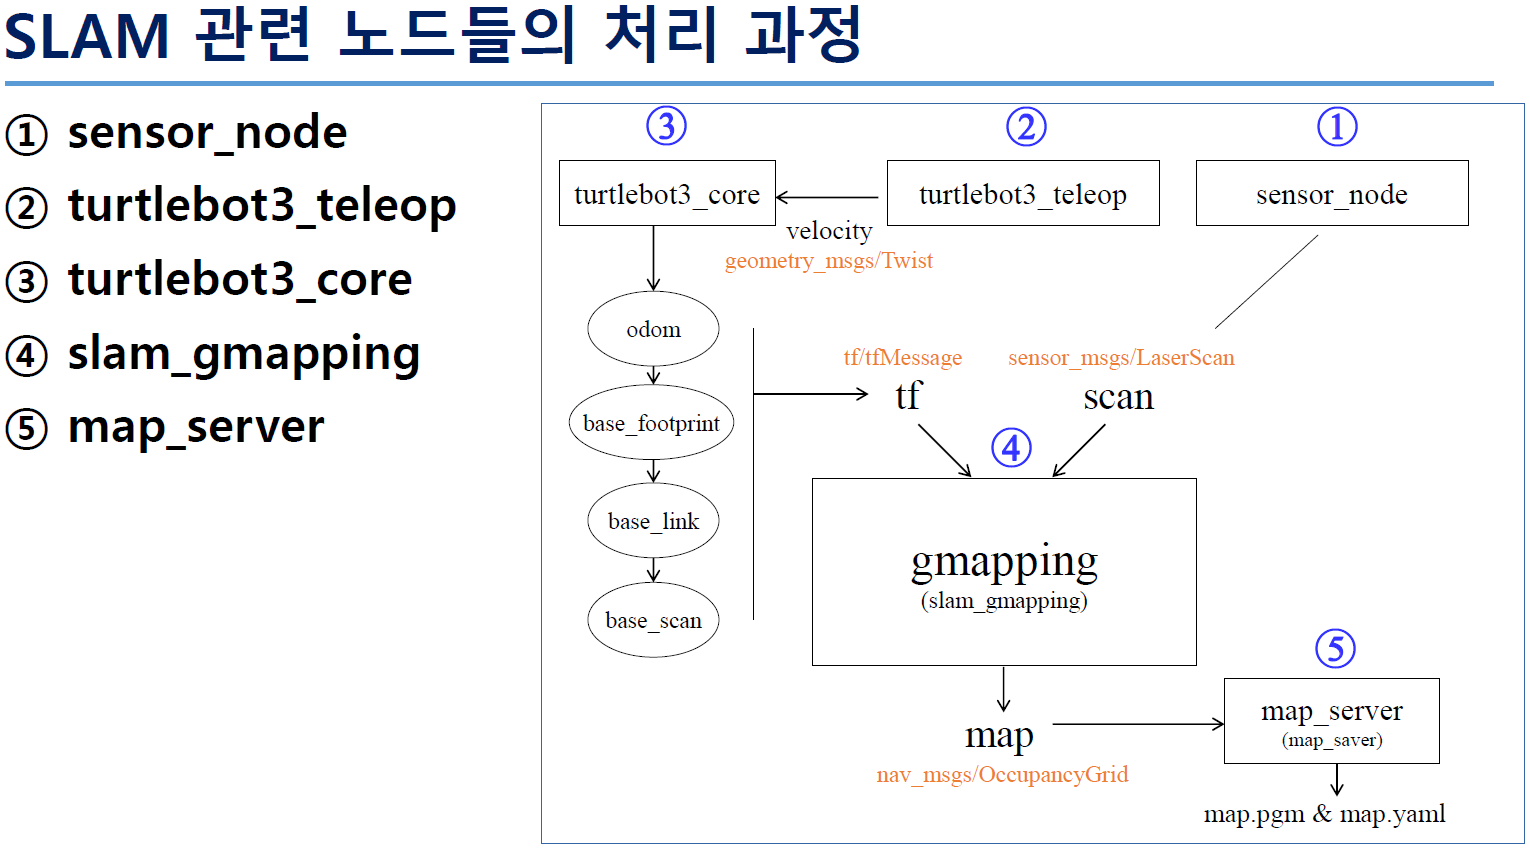 SLAM 관련 노드들의 처리 과정
① sensor_node
② turtlebot3_teleop
③ turtlebot3_core
④ slam_gmapping
⑤ map_server
③
②
①
turtlebot3_core
turtlebot3_teleop
sensor_node
velocity
geometry_msgs/Twist
odom
base_footprint
base_link
base_scan
tf/tfMessage
tf
sensor_msgs/LaserScan
scan
④
gmapping
(slam_gmapping)
map
nav_msgs/OccupancyGrid
⑤
map_server
(map_saver)
map.pgm & map.yaml